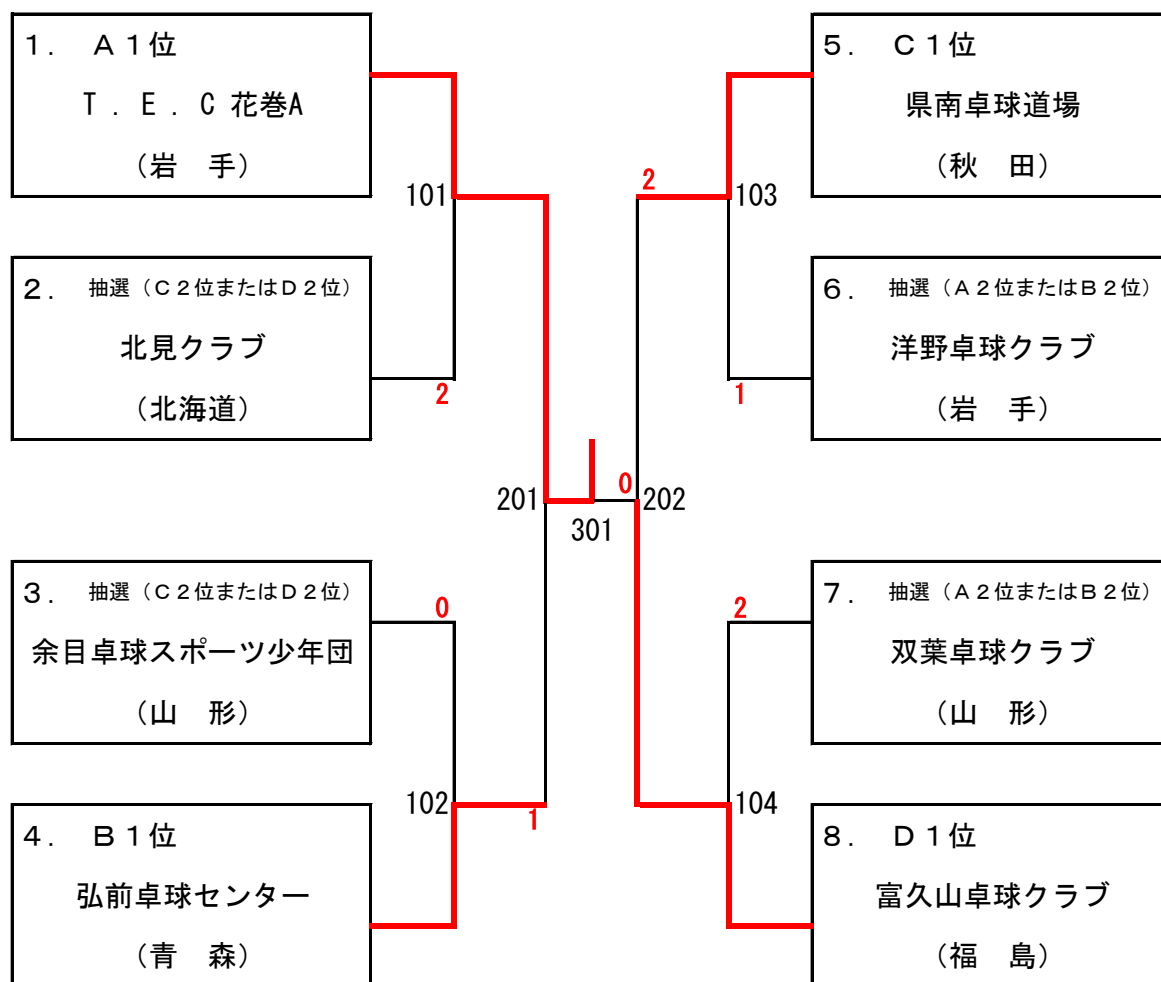 1. A1位
T.E.C 花巻A
(岩 手)
101
2. 抽選(C2位またはD2位)
北見クラブ
(北海道)
2
201
301
3. 抽選(C2位またはD2位)
余目卓球スポーツ少年団
(山 形)
0
102
1
4. B1位
弘前卓球センター
(青 森)
5. C1位
県南卓球道場
(秋 田)
2
103
6. 抽選(A2位またはB2位)
洋野卓球クラブ
(岩 手)
1
0
202
7. 抽選(A2位またはB2位)
双葉卓球クラブ
(山 形)
2
104
8. D1位
富久山卓球クラブ
(福 島)